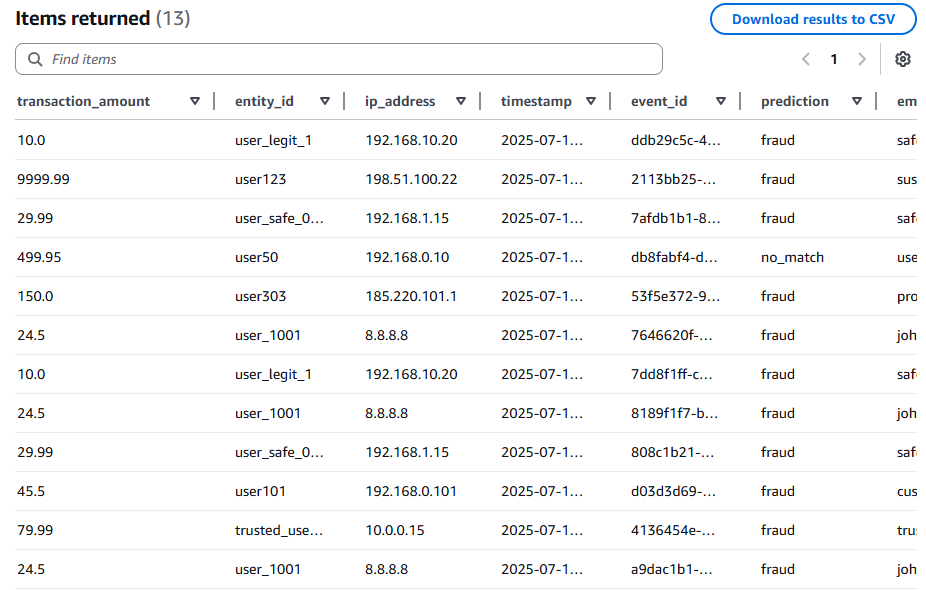 Items returned (13)
Download results to CSV
Find items
1
transaction_amount entity_id ip_address timestamp event_id prediction em
10.0 user_legit_1 192.168.10.20 2025-07-1... ddb29c5c-4... fraud saf
9999.99 user123 198.51.100.22 2025-07-1... 2113bb25-... fraud sus
29.99 user_safe_0... 192.168.1.15 2025-07-1... 7afdb1b1-8... fraud saf
499.95 user50 192.168.0.10 2025-07-1... db8fabf4-d... no_match use
150.0 user303 185.220.101.1 2025-07-1... 53f5e372-9... fraud pro
24.5 user_1001 8.8.8.8 2025-07-1... 7646620f-... fraud joh
10.0 user_legit_1 192.168.10.20 2025-07-1... 7dd8f1ff-c... fraud saf
24.5 user_1001 8.8.8.8 2025-07-1... 8189f1f7-b... fraud joh
29.99 user_safe_0... 192.168.1.15 2025-07-1... 808c1b21-... fraud saf
45.5 user101 192.168.0.101 2025-07-1... d03d3d69-... fraud cus
79.99 trusted_use... 10.0.0.15 2025-07-1... 4136454e-... fraud tru
24.5 user_1001 8.8.8.8 2025-07-1... a9dac1b1-... fraud joh